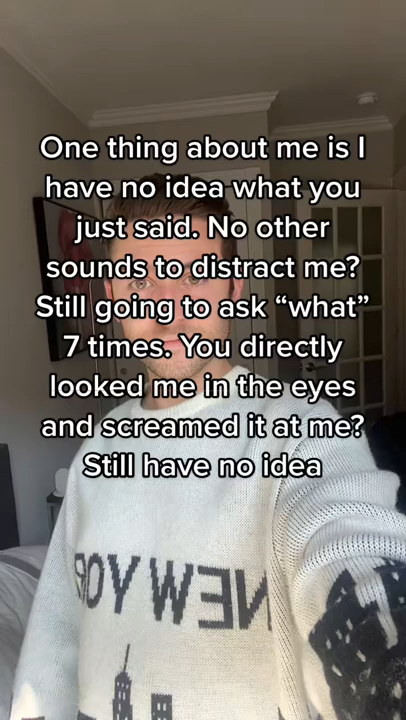 One thing about me is I
have no idea what you
just said. No other
sounds to distract me?
Still going to ask “what”
7 times. You directly
looked me in the eyes
and screamed it at me?
Still have no idea
NEW YOR